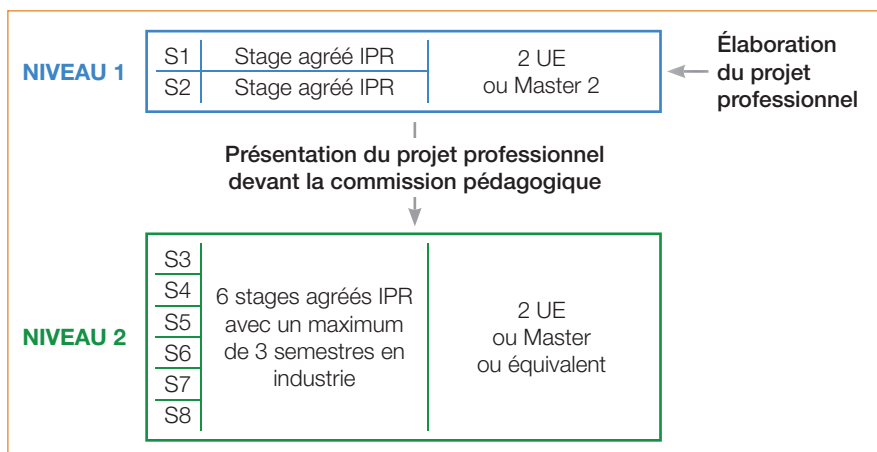 NIVEAU 1
S1
Stage agréé IPR
S2
Stage agréé IPR
2 UE
ou Master 2
Élaboration
du projet
professionnel
Présentation du projet professionnel
devant la commission pédagogique
NIVEAU 2
S3
S4
S5
S6
S7
S8
6 stages agréés IPR
avec un maximum
de 3 semestres en
industrie
2 UE
ou Master
ou équivalent